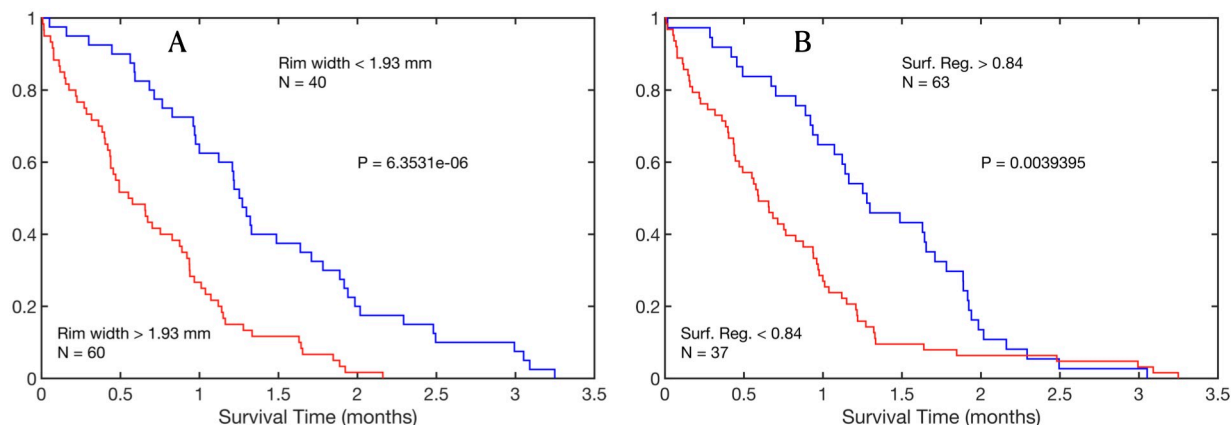 A
Rim width < 1.93 mm
N = 40
P = 6.3531e-06
Rim width > 1.93 mm
N = 60
1
0.8
0.6
0.4
0.2
0
0
0.5
1
1.5
2
2.5
3
3.5
Survival Time (months)
B
Surf. Reg. > 0.84
N = 63
P = 0.0039395
Surf. Reg. < 0.84
N = 37
1
0.8
0.6
0.4
0.2
0
0
0.5
1
1.5
2
2.5
3
3.5
Survival Time (months)